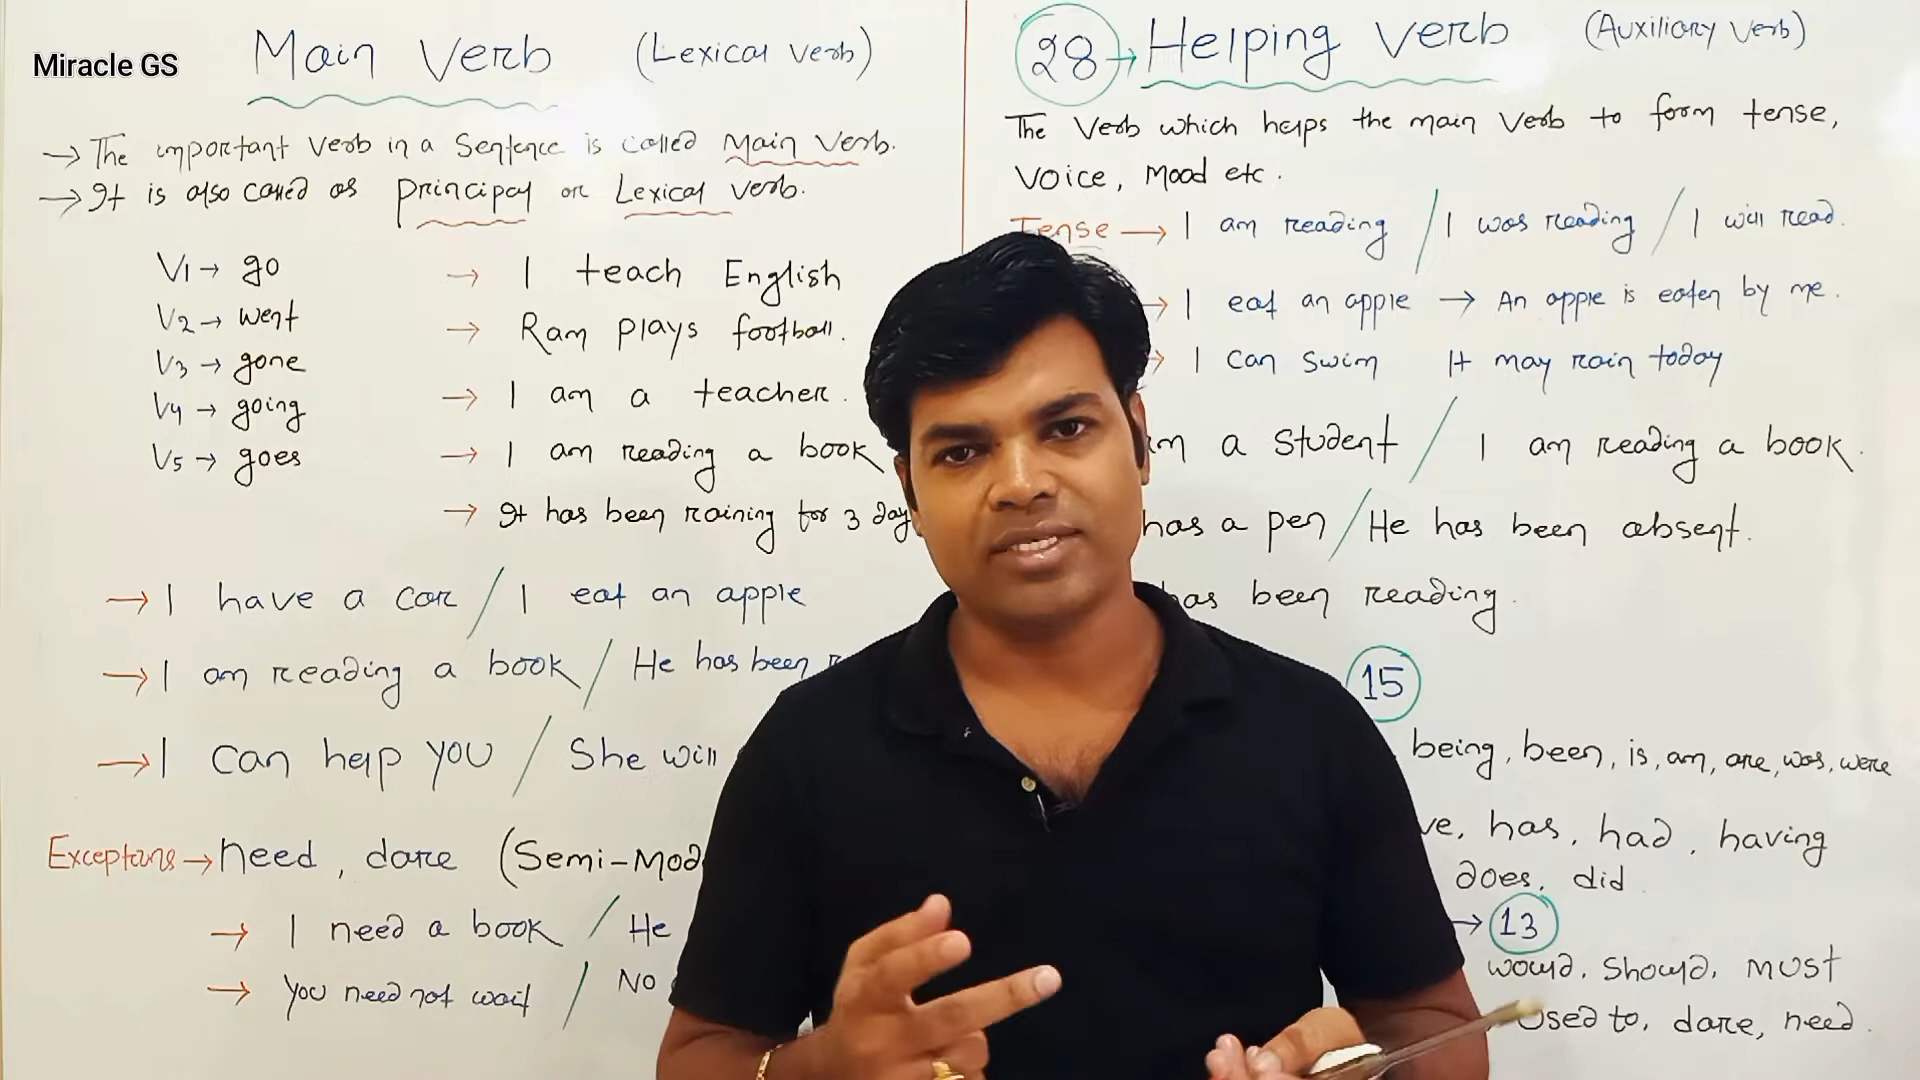 Miracle GS
Main Verb (Lexical verb)
→ The important verb in a Sentence is called Main Verb.
→ It is also called as principal or Lexical verb.
V1 → go
V2 → went
V3 → gone
V4 → going
V5 → goes
→ I teach English
→ Ram plays football.
→ I am a teacher.
→ I am reading a book
→ It has been raining for 3 day
→ I have a car / I eat an apple
→ I am reading a book / He has been
→ I can help you / She will
Exceptions → need, dare (Semi-Mod
→ I need a book / He
→ You need not wait / No
28 → Helping verb (Auxiliary verb)
The Verb which helps the main verb to form tense,
Voice, Mood etc.
Tense → I am reading / I was reading / I will read.
→ I eat an apple → An apple is eaten by me.
→ I can swim It may rain today
m a student / I am reading a book.
has a pen / He has been absent.
has been reading.
15
being, been, is, am, are, was, were
ve, has, had, having
does, did
→ 13
would, should, must
used to, dare, need.